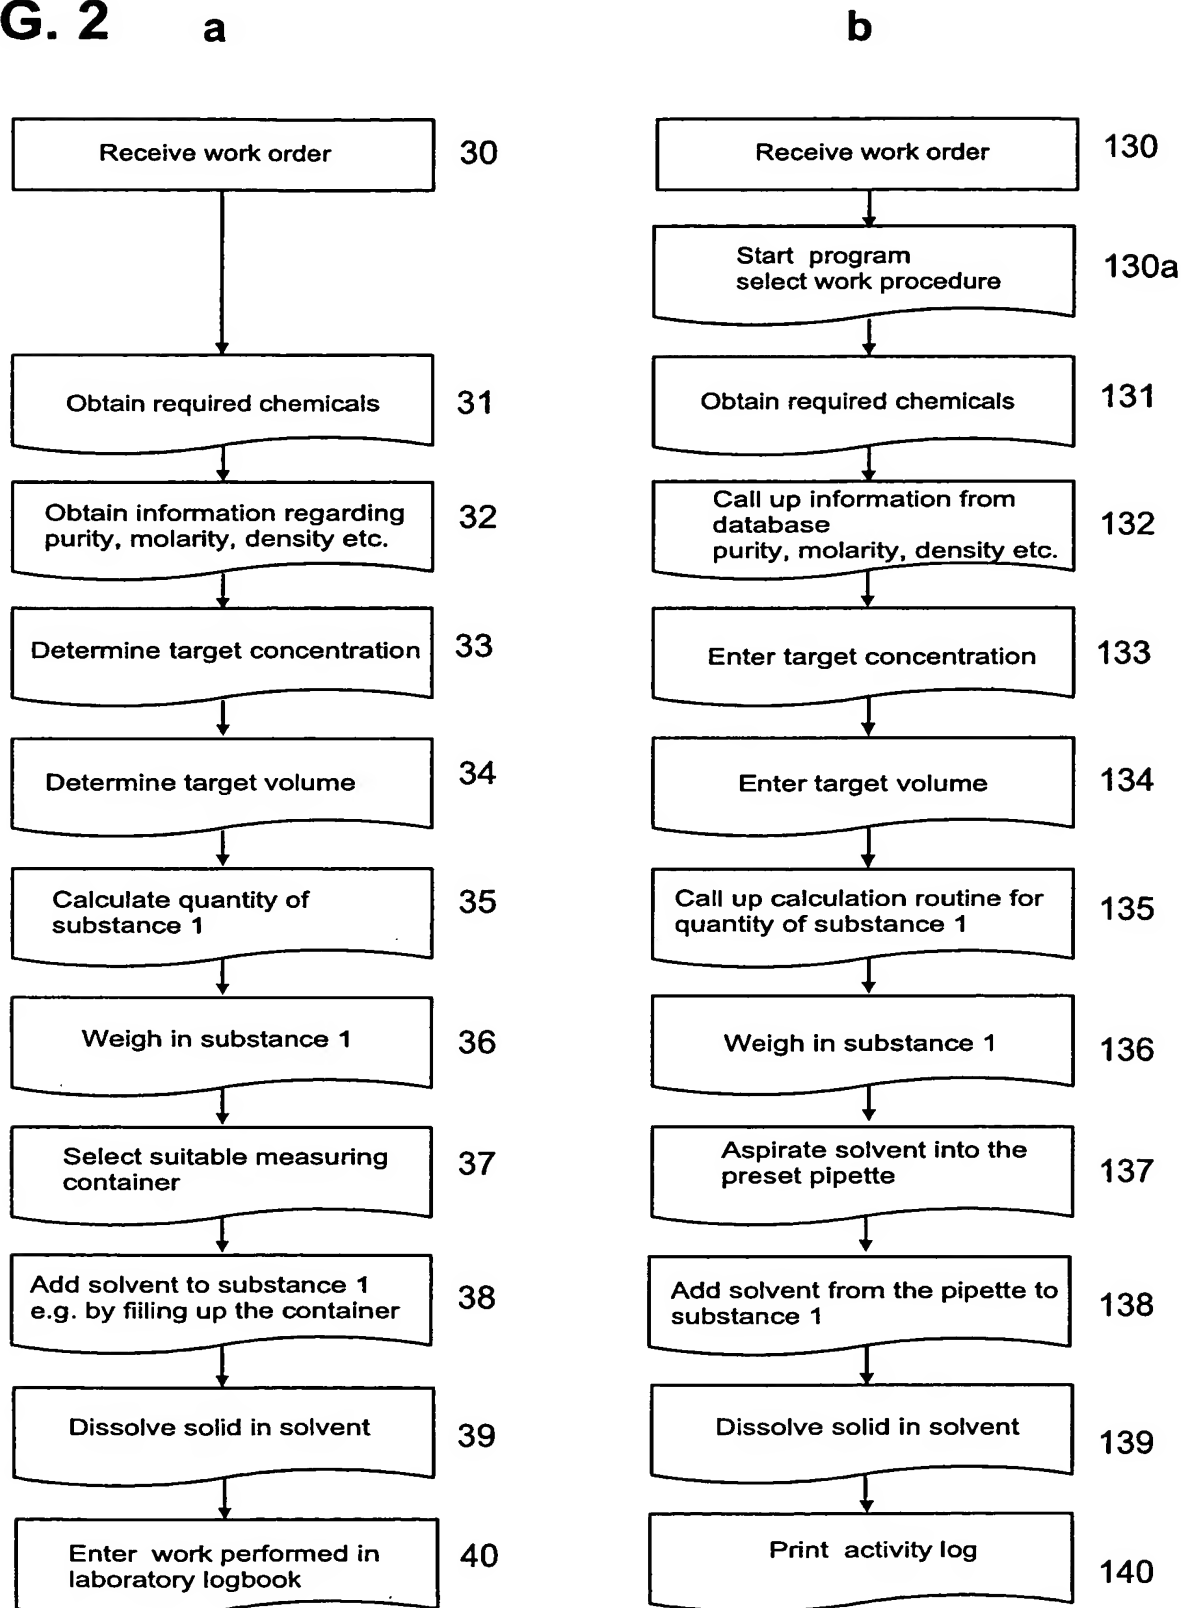 G. 2
a
b
Receive work order
30
Obtain required chemicals
31
Obtain information regarding
purity, molarity, density etc.
32
Determine target concentration
33
Determine target volume
34
Calculate quantity of
substance 1
35
Weigh in substance 1
36
Select suitable measuring
container
37
Add solvent to substance 1
e.g. by filling up the container
38
Dissolve solid in solvent
39
Enter work performed in
laboratory logbook
40
Receive work order
130
Start program
select work procedure
130a
Obtain required chemicals
131
Call up information from
database
purity, molarity, density etc.
132
Enter target concentration
133
Enter target volume
134
Call up calculation routine for
quantity of substance 1
135
Weigh in substance 1
136
Aspirate solvent into the
preset pipette
137
Add solvent from the pipette to
substance 1
138
Dissolve solid in solvent
139
Print activity log
140